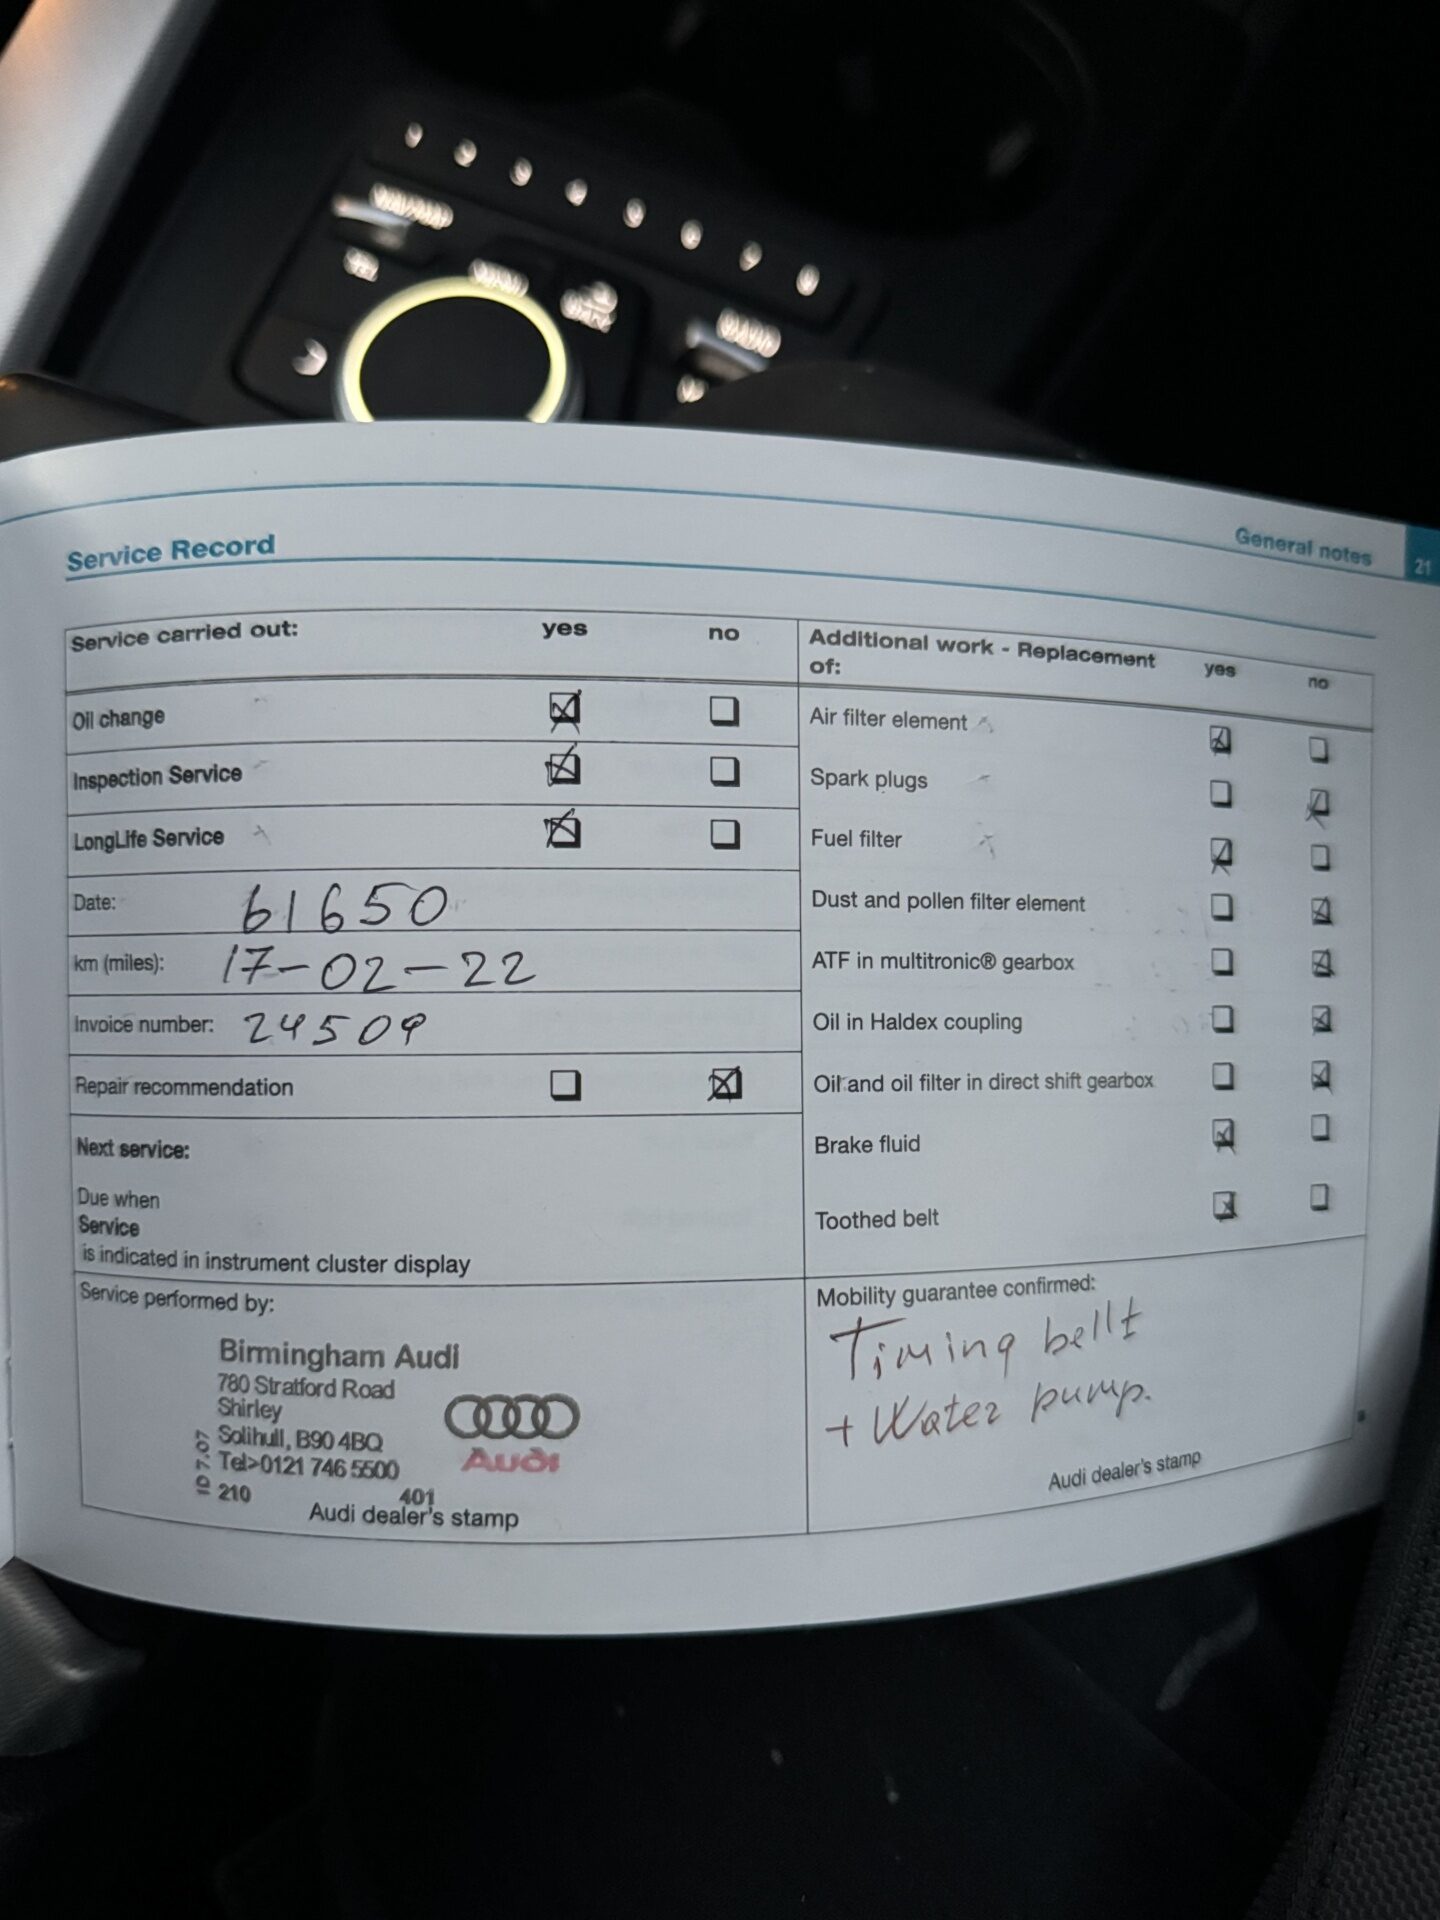 Service Record
General notes
21
Service carried out: yes no
Oil change
Inspection Service
LongLife Service
Date: 61650
km (miles): 17-02-22
Invoice number: 24509
Repair recommendation
Next service:
Due when
Service
is indicated in instrument cluster display
Service performed by:
Birmingham Audi
780 Stratford Road
Shirley
Solihull, B90 4BQ
Tel>0121 746 5500
210 401
Audi
Audi dealer's stamp
Additional work - Replacement
of: yes no
Air filter element
Spark plugs
Fuel filter
Dust and pollen filter element
ATF in multitronic® gearbox
Oil in Haldex coupling
Oil and oil filter in direct shift gearbox
Brake fluid
Toothed belt
Mobility guarantee confirmed:
Timing bellt
+ Water pump.
Audi dealer's stamp